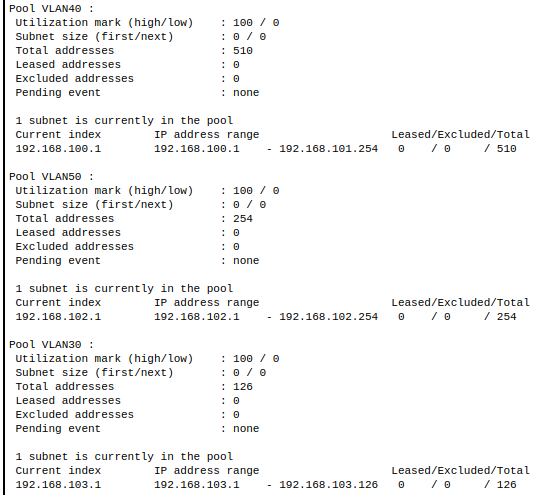 Pool VLAN40 :
 Utilization mark (high/low)    : 100 / 0
 Subnet size (first/next)       : 0 / 0
 Total addresses                : 510
 Leased addresses               : 0
 Excluded addresses             : 0
 Pending event                  : none

 1 subnet is currently in the pool
 Current index        IP address range                    Leased/Excluded/Total
 192.168.100.1        192.168.100.1    - 192.168.101.254   0    / 0     / 510

Pool VLAN50 :
 Utilization mark (high/low)    : 100 / 0
 Subnet size (first/next)       : 0 / 0
 Total addresses                : 254
 Leased addresses               : 0
 Excluded addresses             : 0
 Pending event                  : none

 1 subnet is currently in the pool
 Current index        IP address range                    Leased/Excluded/Total
 192.168.102.1        192.168.102.1    - 192.168.102.254   0    / 0     / 254

Pool VLAN30 :
 Utilization mark (high/low)    : 100 / 0
 Subnet size (first/next)       : 0 / 0
 Total addresses                : 126
 Leased addresses               : 0
 Excluded addresses             : 0
 Pending event                  : none

 1 subnet is currently in the pool
 Current index        IP address range                    Leased/Excluded/Total
 192.168.103.1        192.168.103.1    - 192.168.103.126   0    / 0     / 126